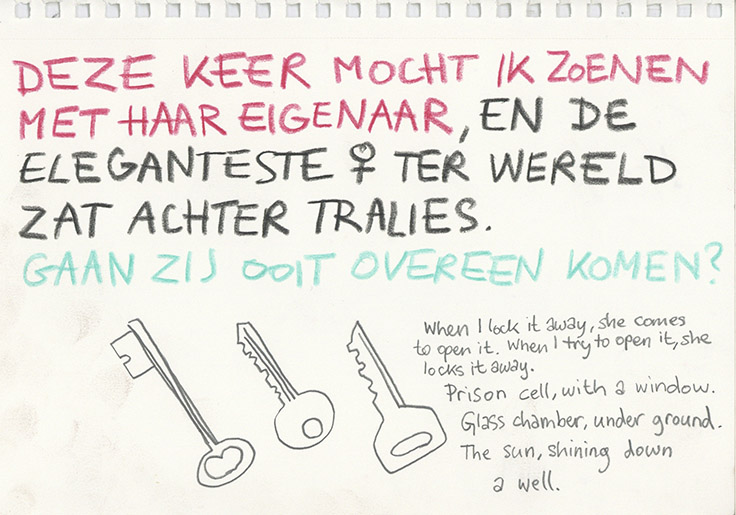 DEZE KEER MOCHT IK ZOENEN
MET HAAR EIGENAAR, EN DE
ELEGANTESTE ♀ TER WERELD
ZAT ACHTER TRALIES.
GAAN ZIJ OOIT OVEREEN KOMEN?
When I lock it away, she comes
to open it. When I try to open it, she
locks it away.
Prison cell, with a window.
Glass chamber, under ground.
The sun, shining down
a well.